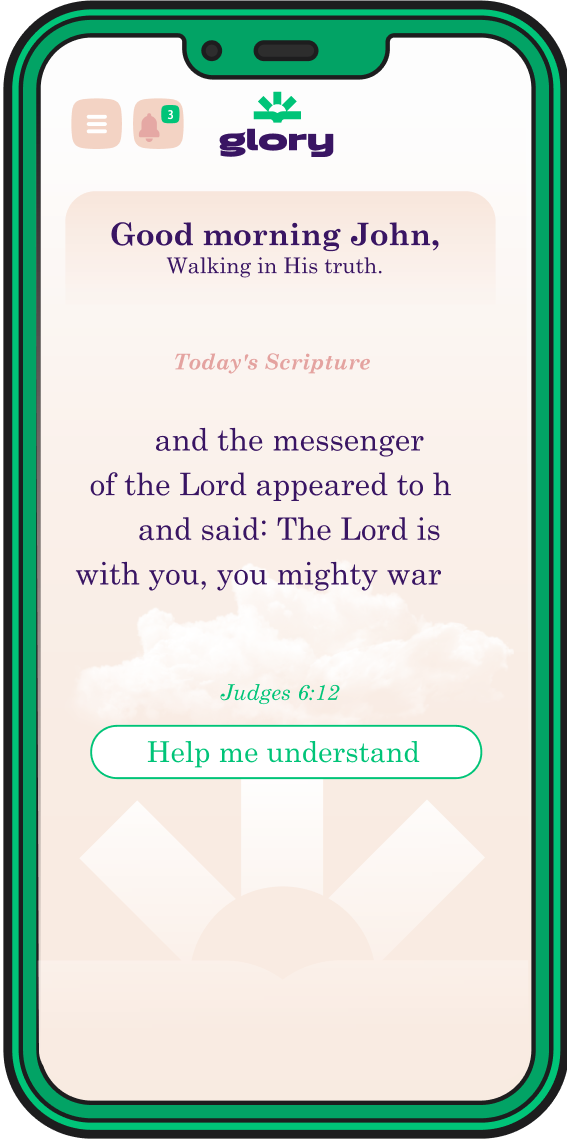 3
glory
Good morning John,
Walking in His truth.
Today's Scripture
and the messenger
of the Lord appeared to h
and said: The Lord is
with you, you mighty war
Judges 6:12
Help me understand